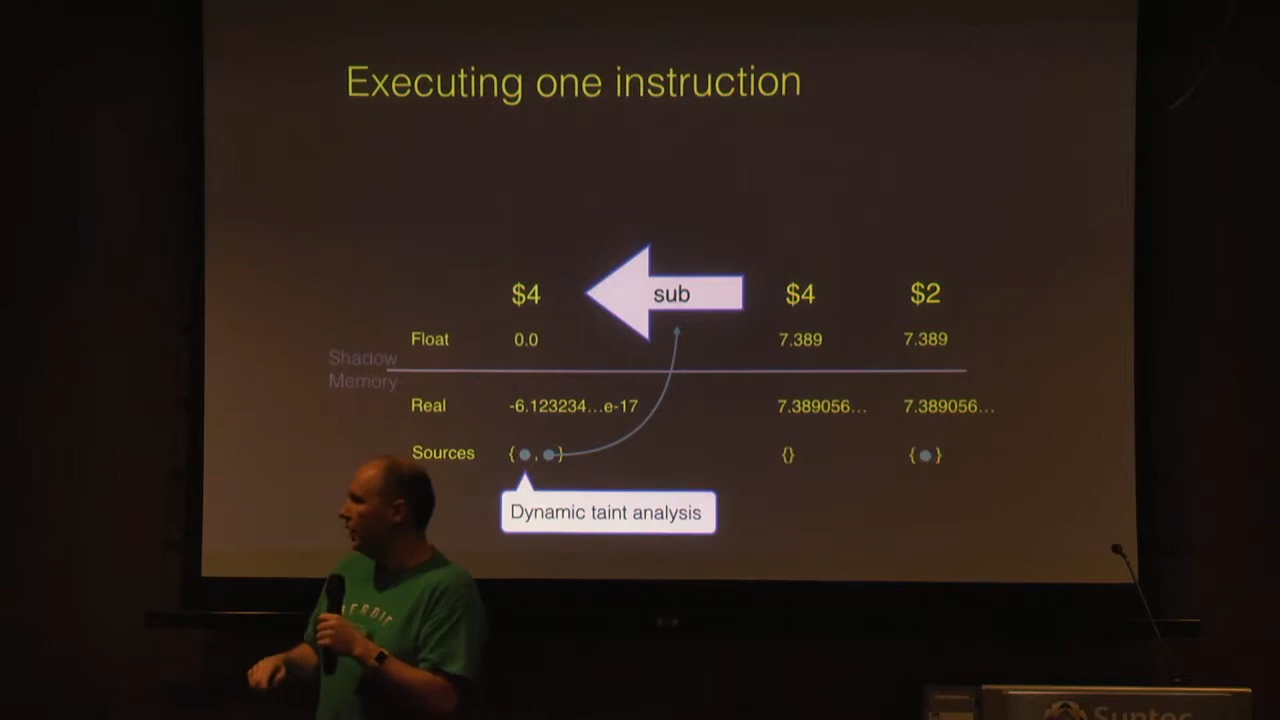 Executing one instruction
$4 sub $4 $2
Float 0.0 7.389 7.389
Shadow
Memory
Real -6.123234...e-17 7.389056... 7.389056...
Sources { , } {} { }
Dynamic taint analysis
Suntec